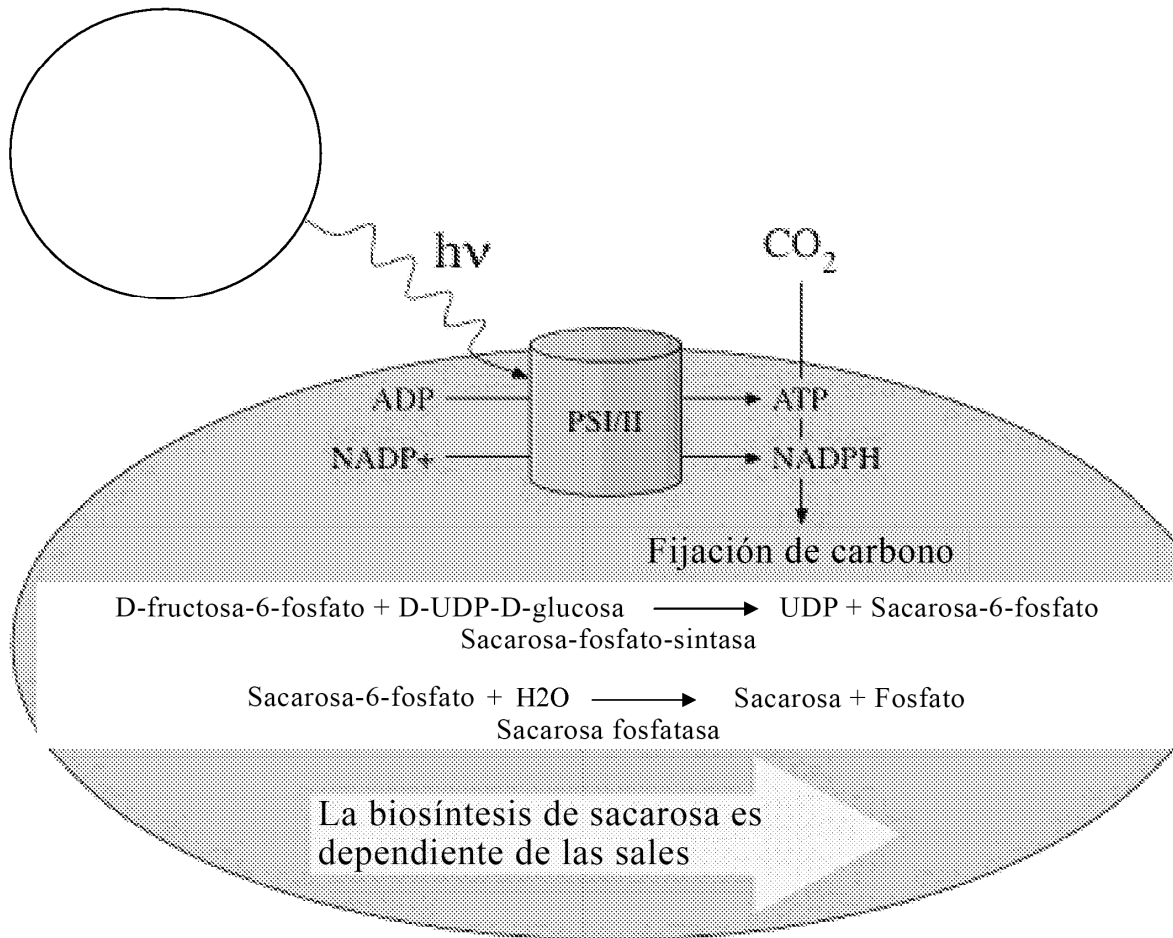 hν
CO2
ADP
PSI/II
ATP
NADP+
NADPH
Fijación de carbono
D-fructosa-6-fosfato + D-UDP-D-glucosa → UDP + Sacarosa-6-fosfato
Sacarosa-fosfato-sintasa
Sacarosa-6-fosfato + H2O → Sacarosa + Fosfato
Sacarosa fosfatasa
La biosíntesis de sacarosa es
dependiente de las sales